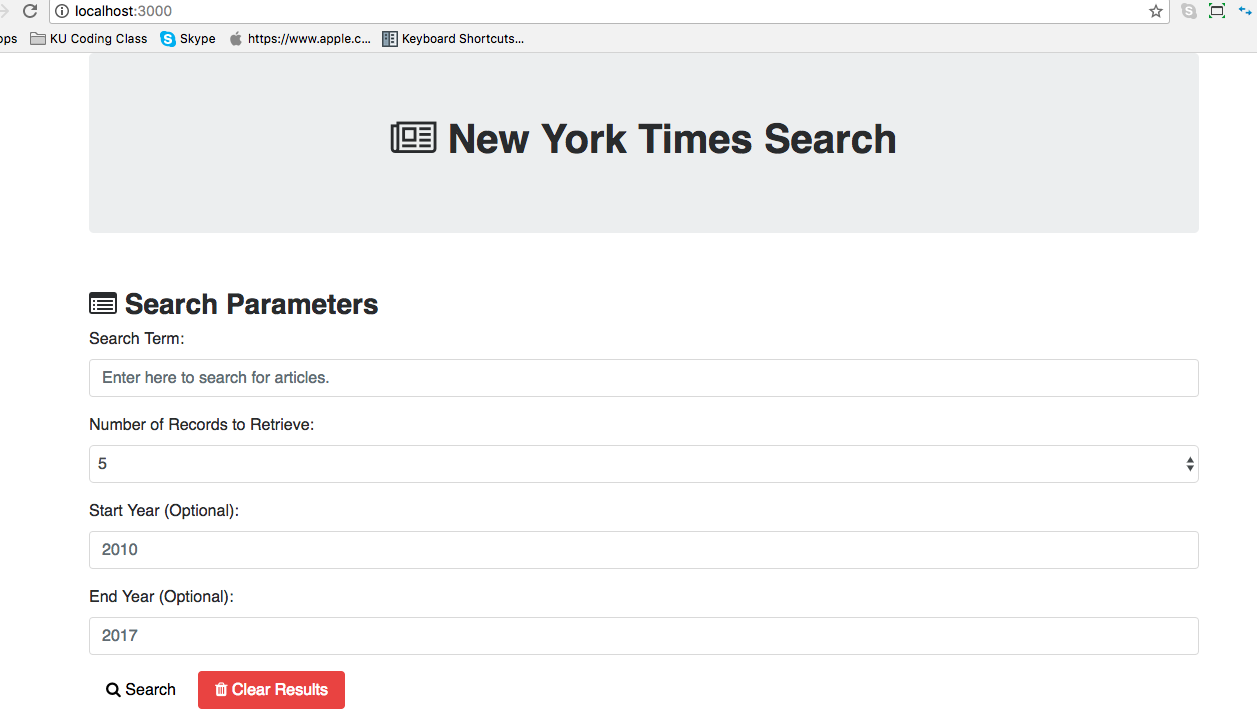 localhost:3000
ops KU Coding Class Skype https://www.apple.c... Keyboard Shortcuts...
New York Times Search
Search Parameters
Search Term:
Enter here to search for articles.
Number of Records to Retrieve:
5
Start Year (Optional):
2010
End Year (Optional):
2017
Search Clear Results